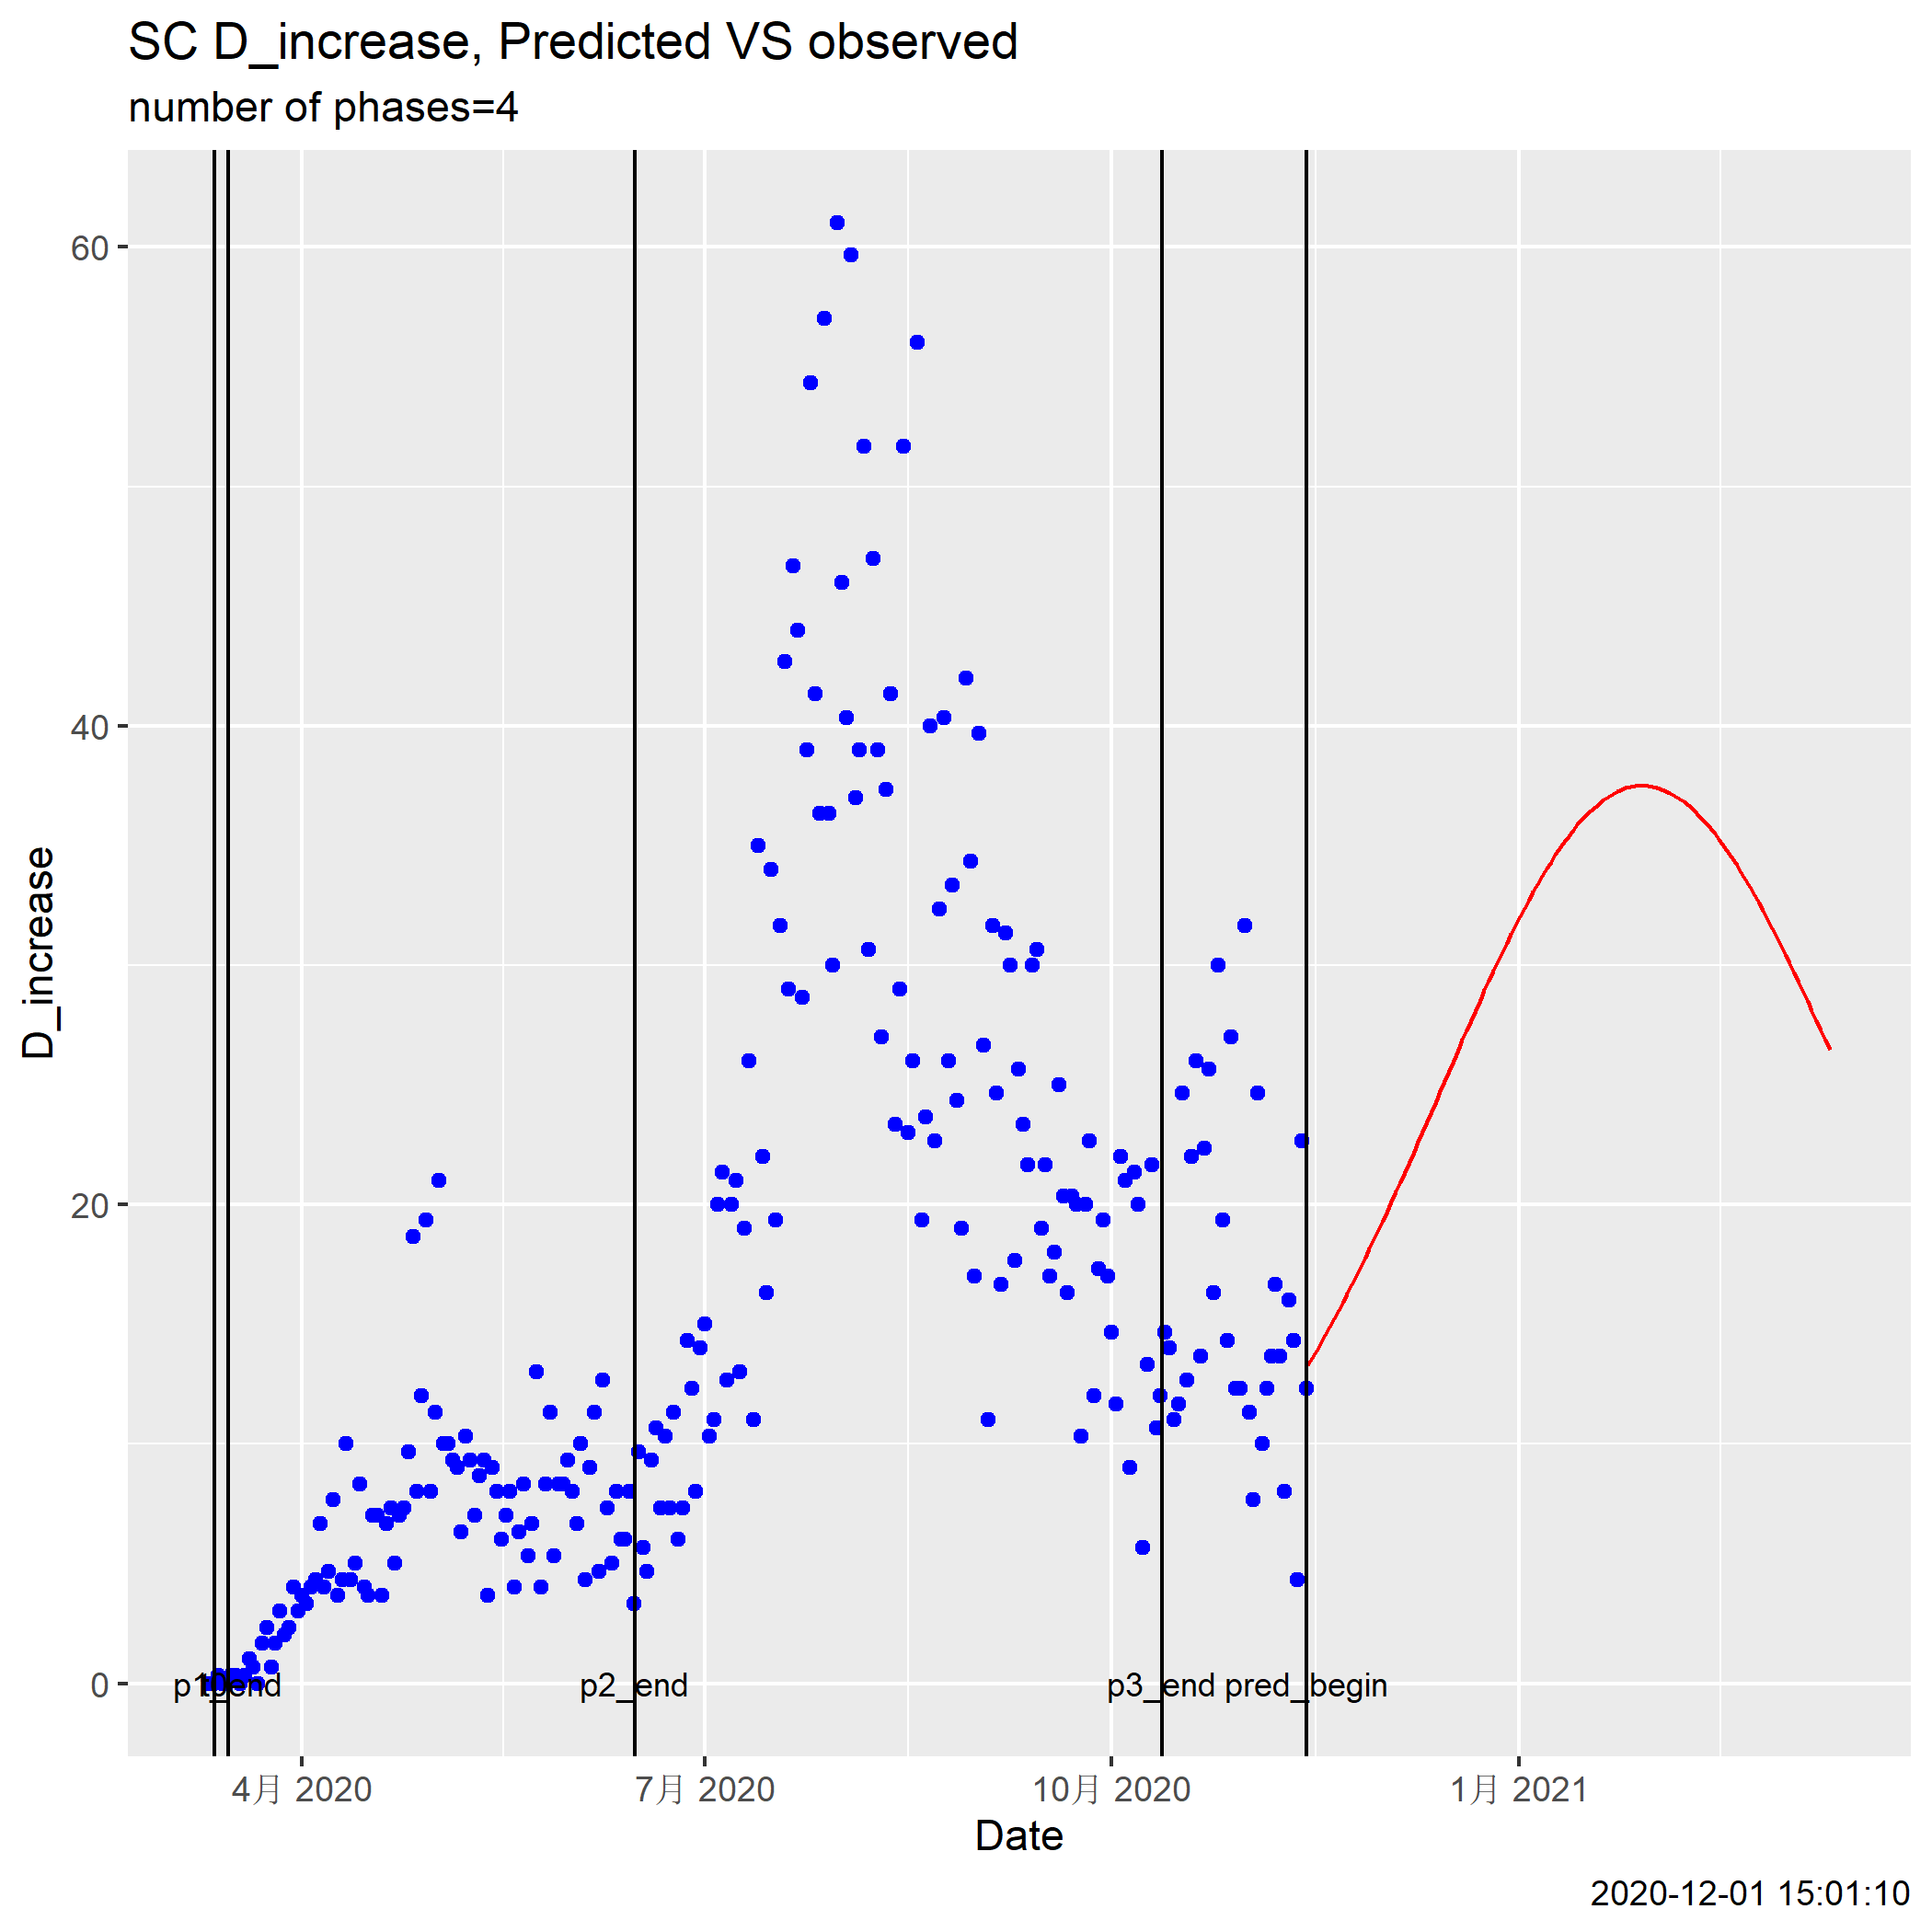 SC D_increase, Predicted VS observed
number of phases=4
60
40
20
0
D_increase
p2_end
p3_end
pred_begin
4月 2020
7月 2020
10月 2020
1月 2021
Date
2020-12-01 15:01:10